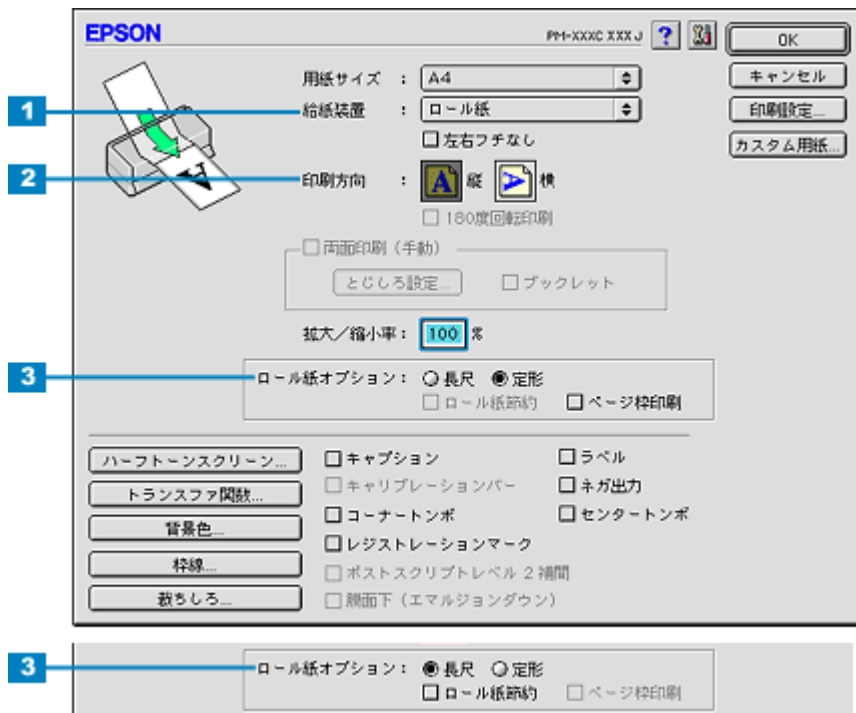 EPSON PM-XXXC XXX J ? OK
用紙サイズ : A4 キャンセル
1 給紙装置 : ロール紙 印刷設定...
左右フチなし カスタム用紙...
2 印刷方向 : A 縦 A 横
180度回転印刷
両面印刷（手動）
とじしろ設定... ブックレット
拡大／縮小率： 100 %
3 ロール紙オプション： 長尺 定形
ロール紙節約 ページ枠印刷
ハーフトーンスクリーン... キャプション ラベル
トランスファ関数... キャリブレーションバー ネガ出力
背景色... コーナートンボ センタートンボ
枠線... レジストレーションマーク
ポストスクリプトレベル 2 補間
裁ちしろ... 膜面下（エマルジョンダウン）
3 ロール紙オプション： 長尺 定形
ロール紙節約 ページ枠印刷